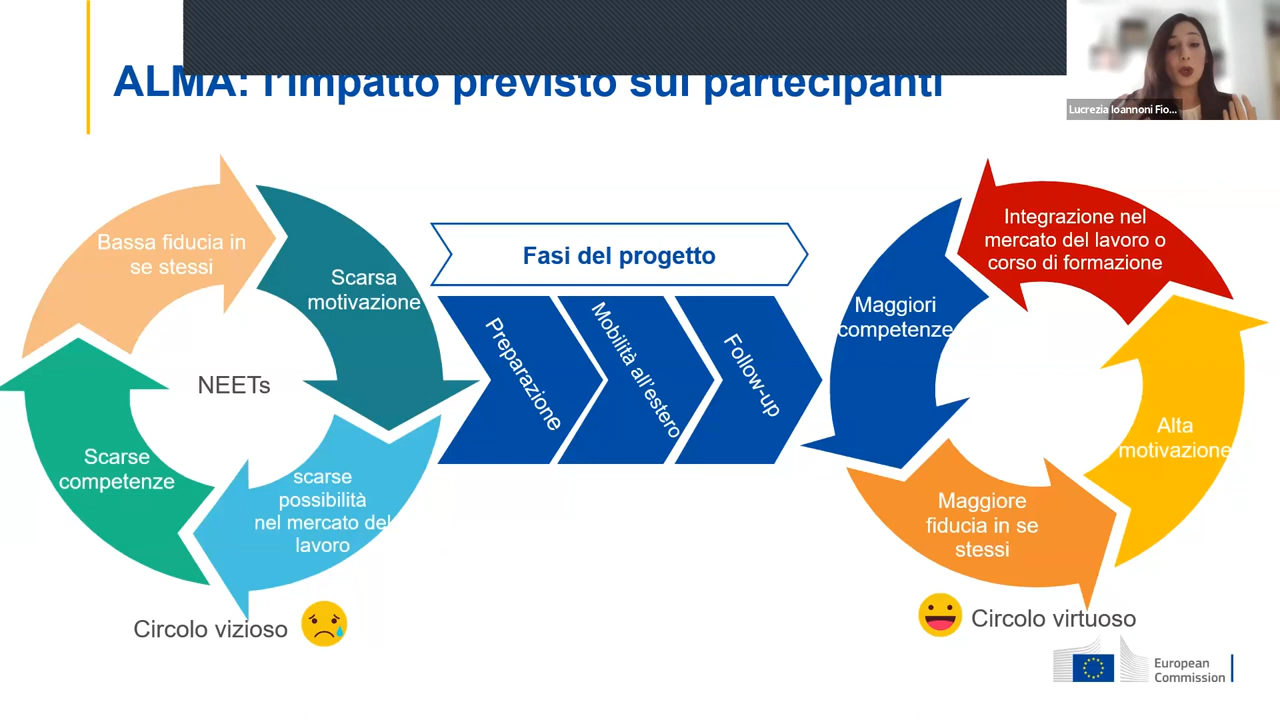 ALMA: l'impatto previsto sui partecipanti
Lucrezia Ioannoni Fio...
Bassa fiducia in
se stessi
Scarsa
motivazione
NEETs
Scarse
competenze
scarse
possibilità
nel mercato del
lavoro
Circolo vizioso
Fasi del progetto
Preparazione
Mobilità all'estero
Follow-up
Integrazione nel
mercato del lavoro o
corso di formazione
Maggiori
competenze
Alta
motivazione
Maggiore
fiducia in se
stessi
Circolo virtuoso
European
Commission